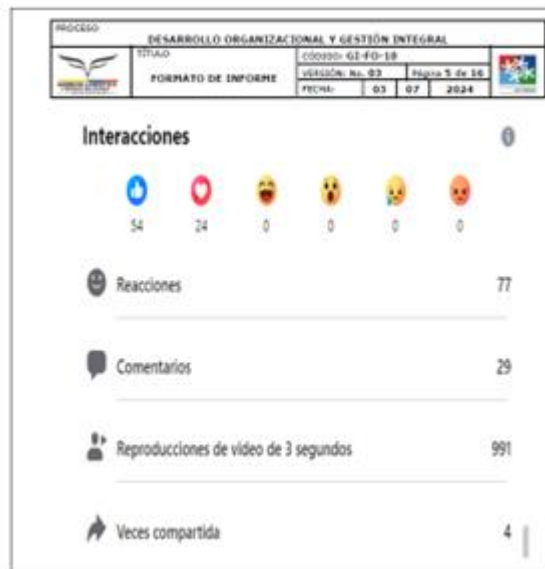 PROCESO
DESARROLLO ORGANIZACIONAL Y GESTIÓN INTEGRAL
TÍTULO
FORMATO DE INFORME
CÓDIGO: GI-FO-18
VERSIÓN: No. 03
Página 5 de 16
FECHA: 03 07 2024
Interacciones
54 24 0 0 0 0
Reacciones 77
Comentarios 29
Reproducciones de vídeo de 3 segundos 991
Veces compartida 4